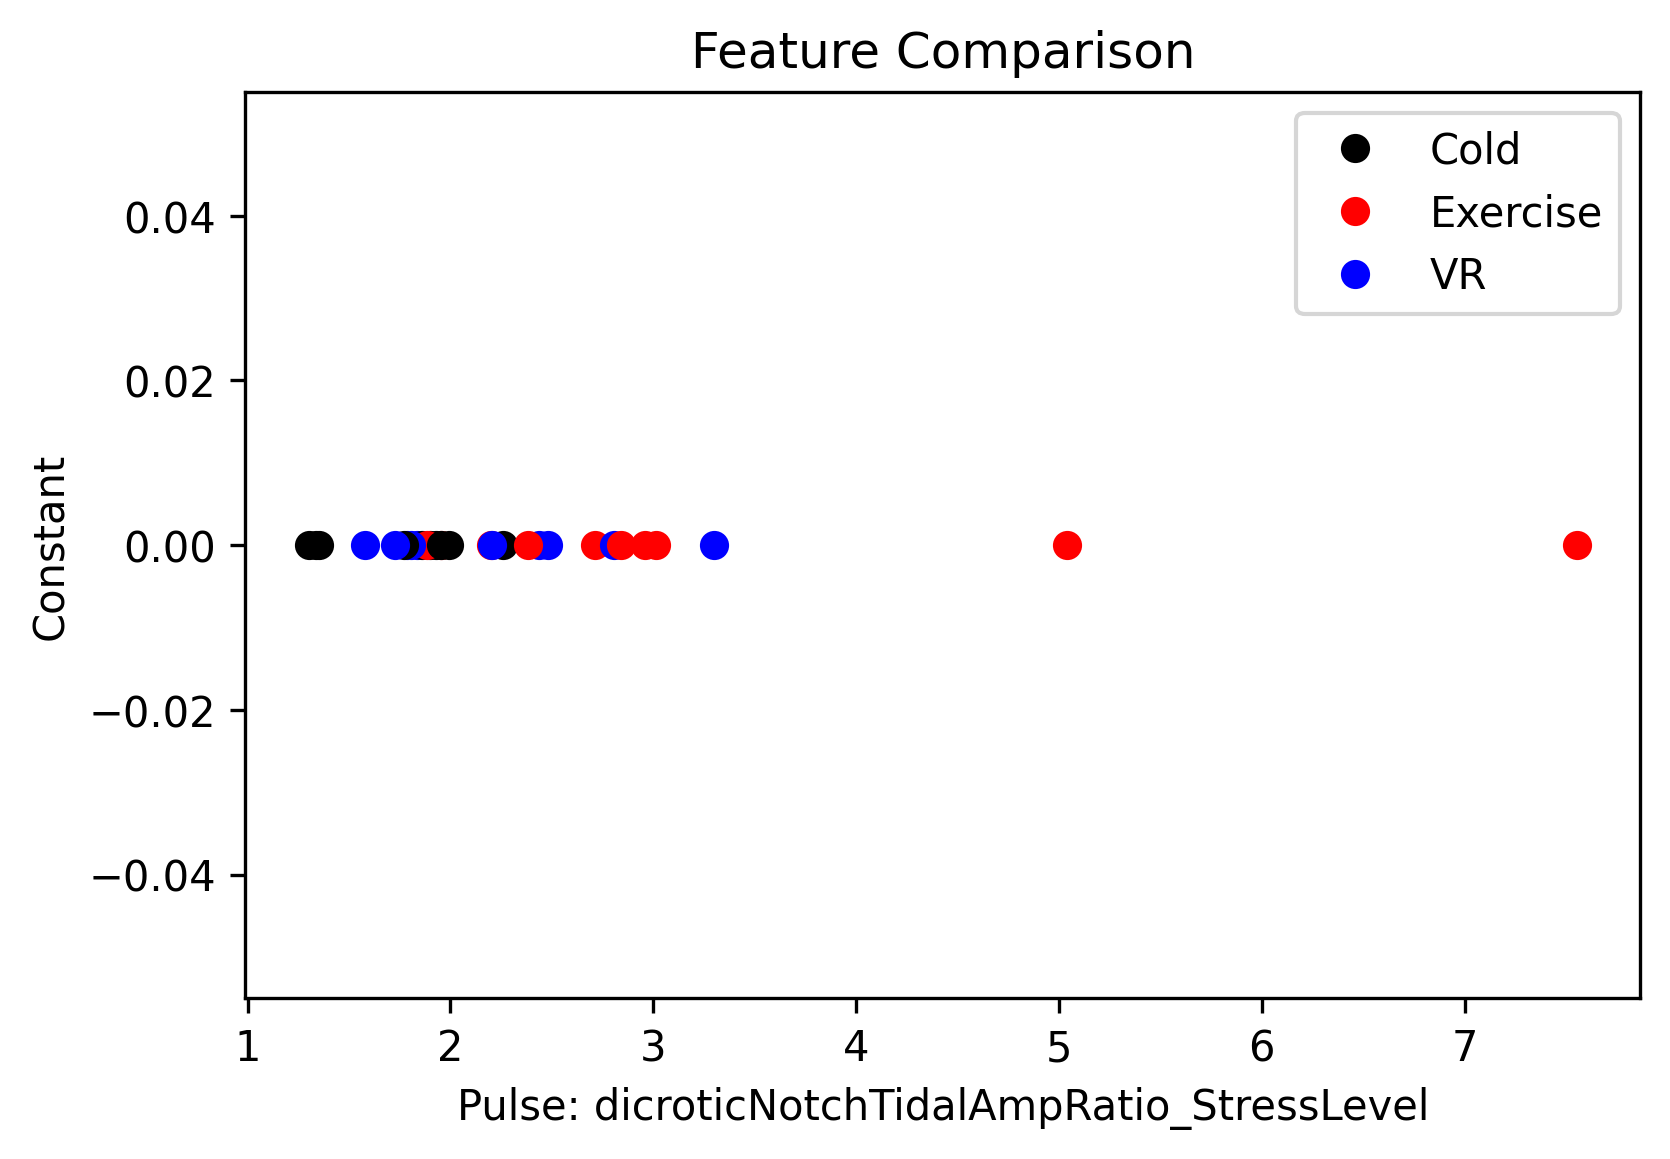 Feature Comparison
Cold
Exercise
VR
0.04
0.02
0.00
−0.02
−0.04
Constant
1 2 3 4 5 6 7
Pulse: dicroticNotchTidalAmpRatio_StressLevel